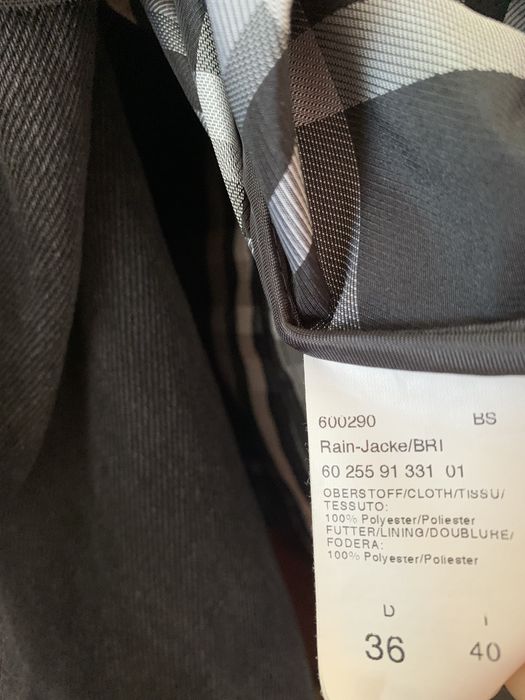 600290 BS
Rain-Jacke/BRI
60 255 91 331 01
OBERSTOFF/CLOTH/TISSU/
TESSUTO:
100% Polyester/Poliester
FUTTER/LINING/DOUBLURE/
FODERA:
100% Polyester/Poliester
D I
36 40